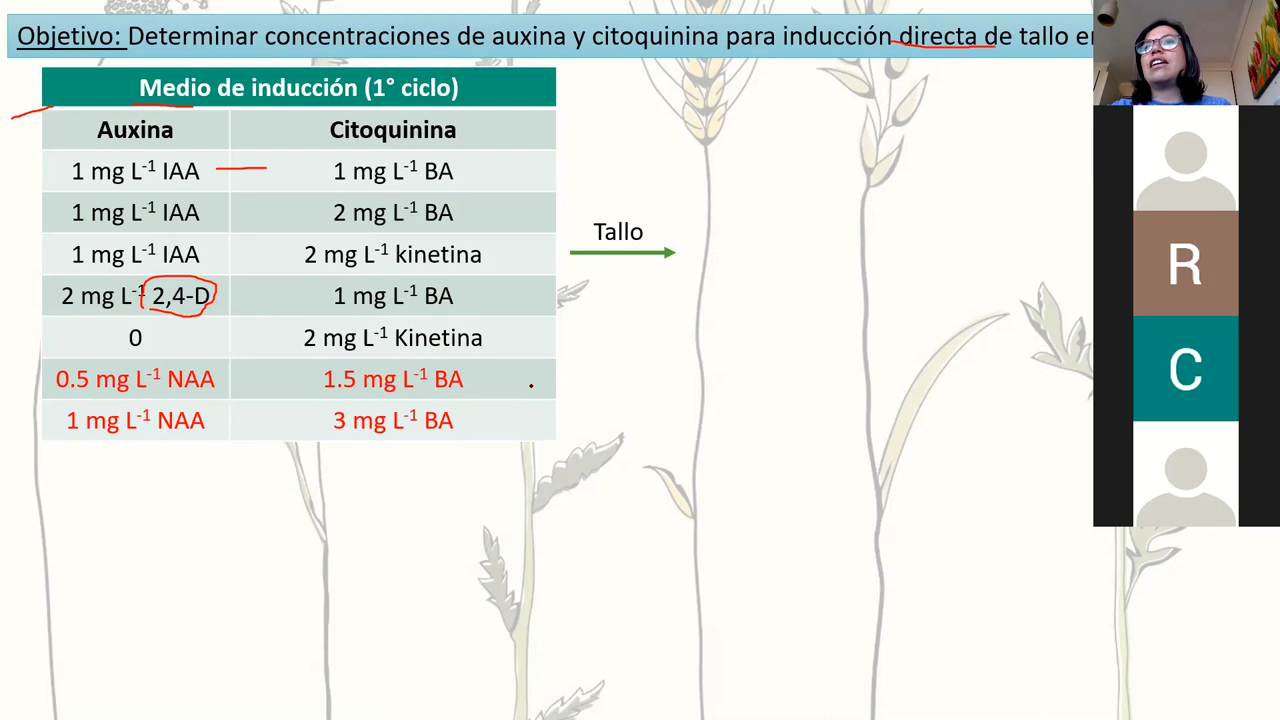 Objetivo: Determinar concentraciones de auxina y citoquinina para inducción directa de tallo
Medio de inducción (1° ciclo)
Auxina Citoquinina
1 mg L-1 IAA 1 mg L-1 BA
1 mg L-1 IAA 2 mg L-1 BA
1 mg L-1 IAA 2 mg L-1 kinetina
2 mg L-1 2,4-D 1 mg L-1 BA
0 2 mg L-1 Kinetina
0.5 mg L-1 NAA 1.5 mg L-1 BA
1 mg L-1 NAA 3 mg L-1 BA
Tallo
R
C